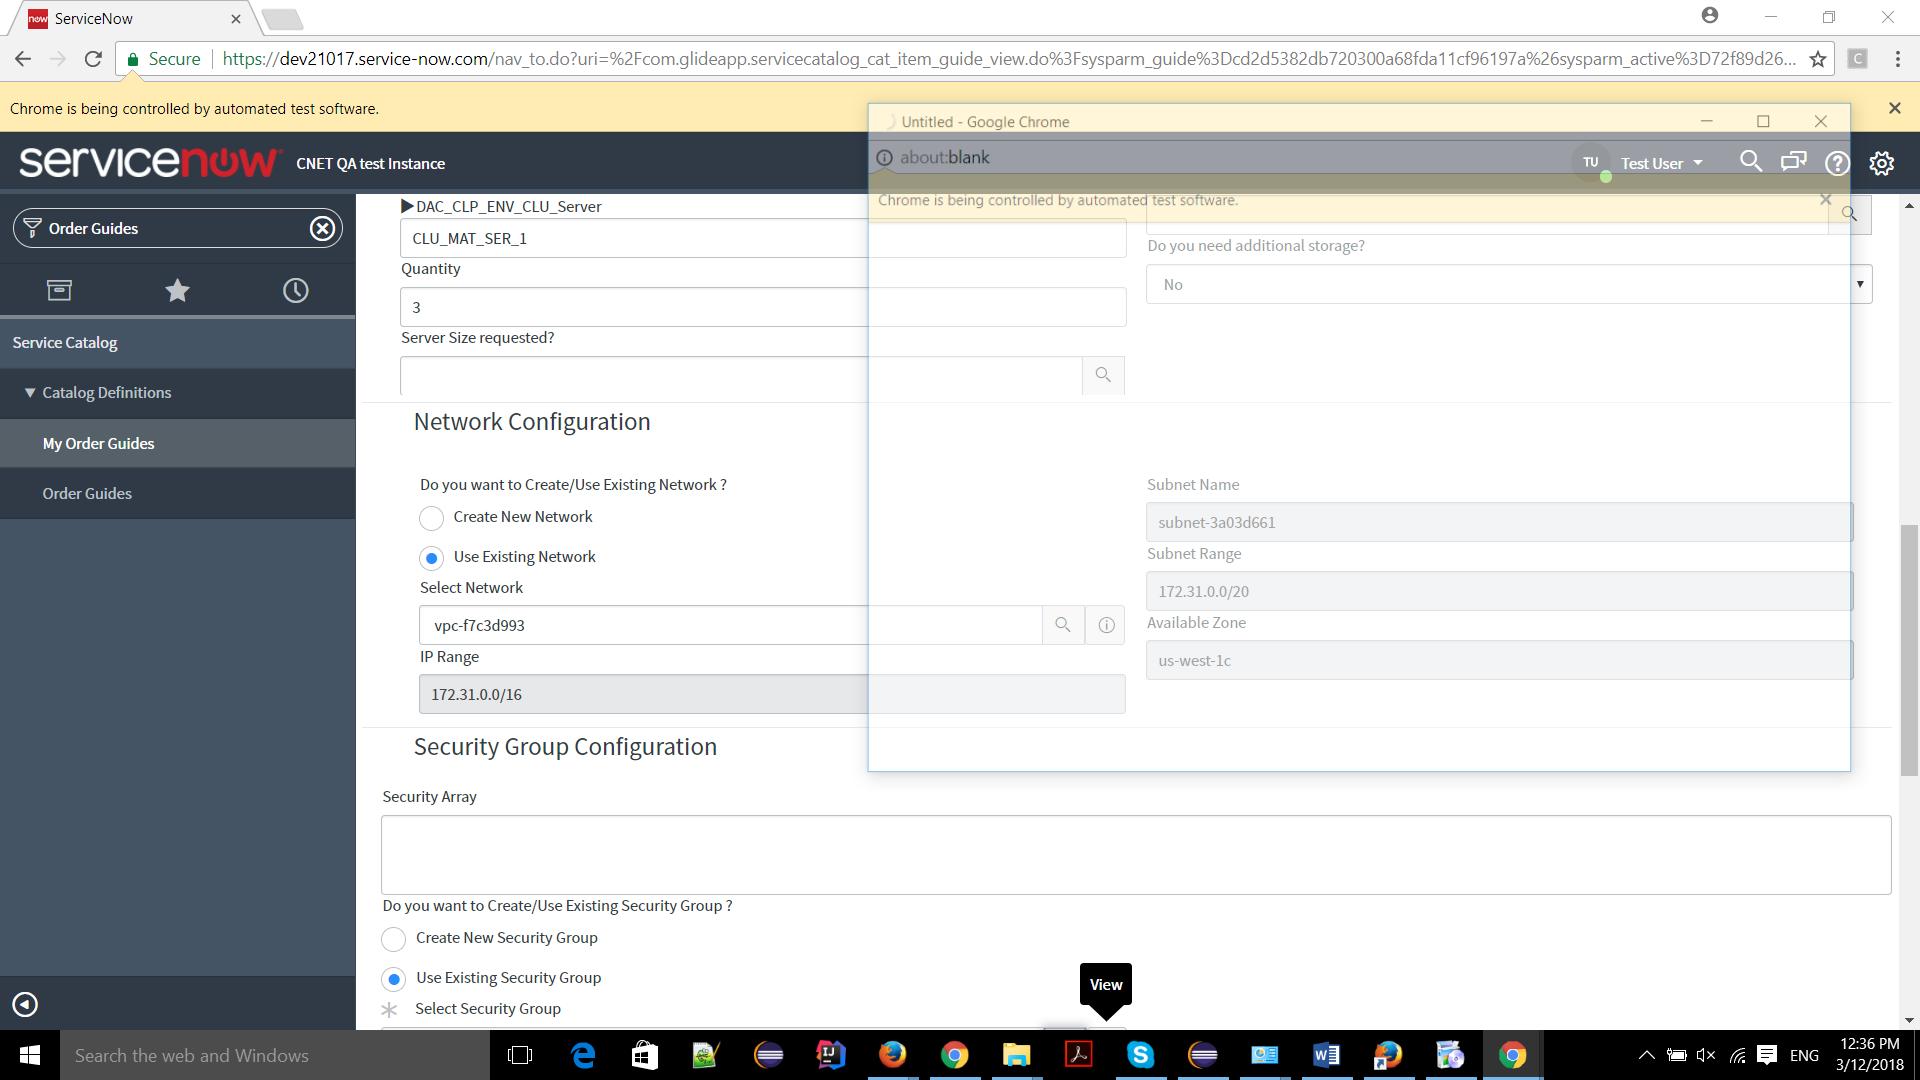 now ServiceNow
Secure https://dev21017.service-now.com/nav_to.do?uri=%2Fcom.glideapp.servicecatalog_cat_item_guide_view.do%3Fsysparm_guide%3Dcd2d5382db720300a68fda11cf96197a%26sysparm_active%3D72f89d26... C
Chrome is being controlled by automated test software.
Untitled - Google Chrome
about:blank
servicenow CNET QA test Instance
TU Test User
Chrome is being controlled by automated test software.
Order Guides
Service Catalog
Catalog Definitions
My Order Guides
Order Guides
DAC_CLP_ENV_CLU_Server
CLU_MAT_SER_1
Quantity
3
Server Size requested?
Do you need additional storage?
No
Network Configuration
Do you want to Create/Use Existing Network ?
Create New Network
Use Existing Network
Select Network
vpc-f7c3d993
IP Range
172.31.0.0/16
Subnet Name
subnet-3a03d661
Subnet Range
172.31.0.0/20
Available Zone
us-west-1c
Security Group Configuration
Security Array
Do you want to Create/Use Existing Security Group ?
Create New Security Group
Use Existing Security Group
Select Security Group
View
Search the web and Windows
ENG
12:36 PM
3/12/2018